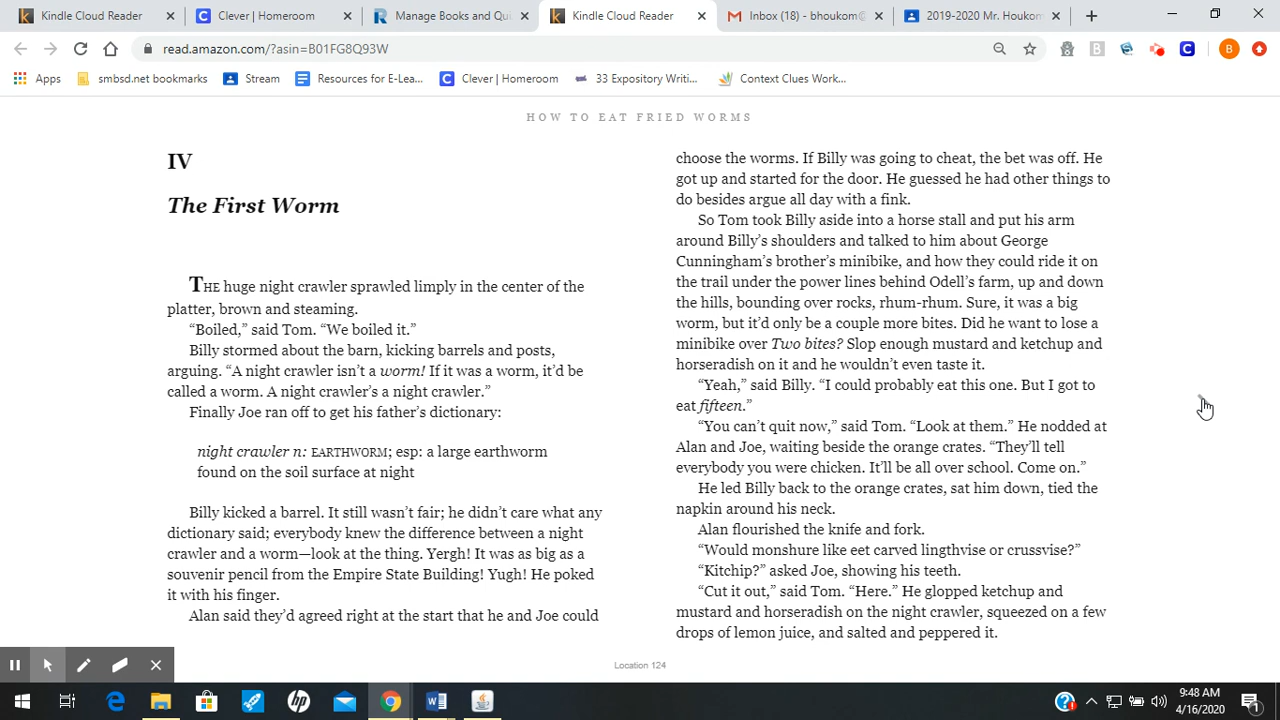 Kindle Cloud Reader
Clever | Homeroom
Manage Books and Qu
Kindle Cloud Reader
Inbox (18) - bhoukom@
2019-2020 Mr. Houkom
read.amazon.com/?asin=B01FG8Q93W
Apps
smbsd.net bookmarks
Stream
Resources for E-Lea...
Clever | Homeroom
33 Expository Writi...
Context Clues Work...
HOW TO EAT FRIED WORMS
IV
The First Worm
THE huge night crawler sprawled limply in the center of the
platter, brown and steaming.
“Boiled,” said Tom. “We boiled it.”
Billy stormed about the barn, kicking barrels and posts,
arguing. “A night crawler isn’t a worm! If it was a worm, it’d be
called a worm. A night crawler’s a night crawler.”
Finally Joe ran off to get his father’s dictionary:
night crawler n: EARTHWORM; esp: a large earthworm
found on the soil surface at night
Billy kicked a barrel. It still wasn’t fair; he didn’t care what any
dictionary said; everybody knew the difference between a night
crawler and a worm—look at the thing. Yergh! It was as big as a
souvenir pencil from the Empire State Building! Yugh! He poked
it with his finger.
Alan said they’d agreed right at the start that he and Joe could
choose the worms. If Billy was going to cheat, the bet was off. He
got up and started for the door. He guessed he had other things to
do besides argue all day with a fink.
So Tom took Billy aside into a horse stall and put his arm
around Billy’s shoulders and talked to him about George
Cunningham’s brother’s minibike, and how they could ride it on
the trail under the power lines behind Odell’s farm, up and down
the hills, bounding over rocks, rhum-rhum. Sure, it was a big
worm, but it’d only be a couple more bites. Did he want to lose a
minibike over Two bites? Slop enough mustard and ketchup and
horseradish on it and he wouldn’t even taste it.
“Yeah,” said Billy. “I could probably eat this one. But I got to
eat fifteen.”
“You can’t quit now,” said Tom. “Look at them.” He nodded at
Alan and Joe, waiting beside the orange crates. “They’ll tell
everybody you were chicken. It’ll be all over school. Come on.”
He led Billy back to the orange crates, sat him down, tied the
napkin around his neck.
Alan flourished the knife and fork.
“Would monshure like eet carved lingthvise or crussvise?”
“Kitchip?” asked Joe, showing his teeth.
“Cut it out,” said Tom. “Here.” He glopped ketchup and
mustard and horseradish on the night crawler, squeezed on a few
drops of lemon juice, and salted and peppered it.
Location 124
9:48 AM
4/16/2020